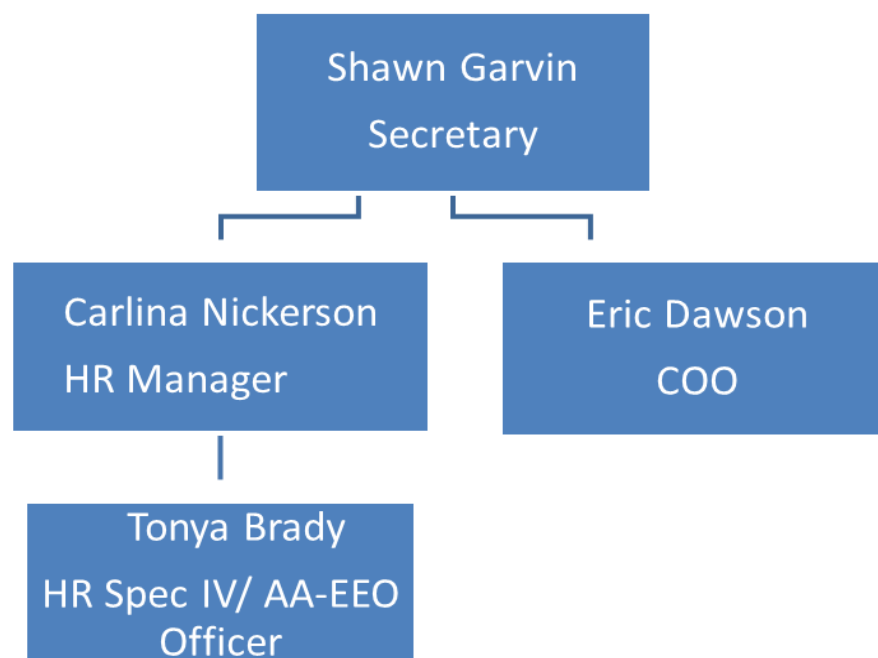 Shawn Garvin
Secretary
Carlina Nickerson
HR Manager
Eric Dawson
COO
Tonya Brady
HR Spec IV/ AA-EEO
Officer